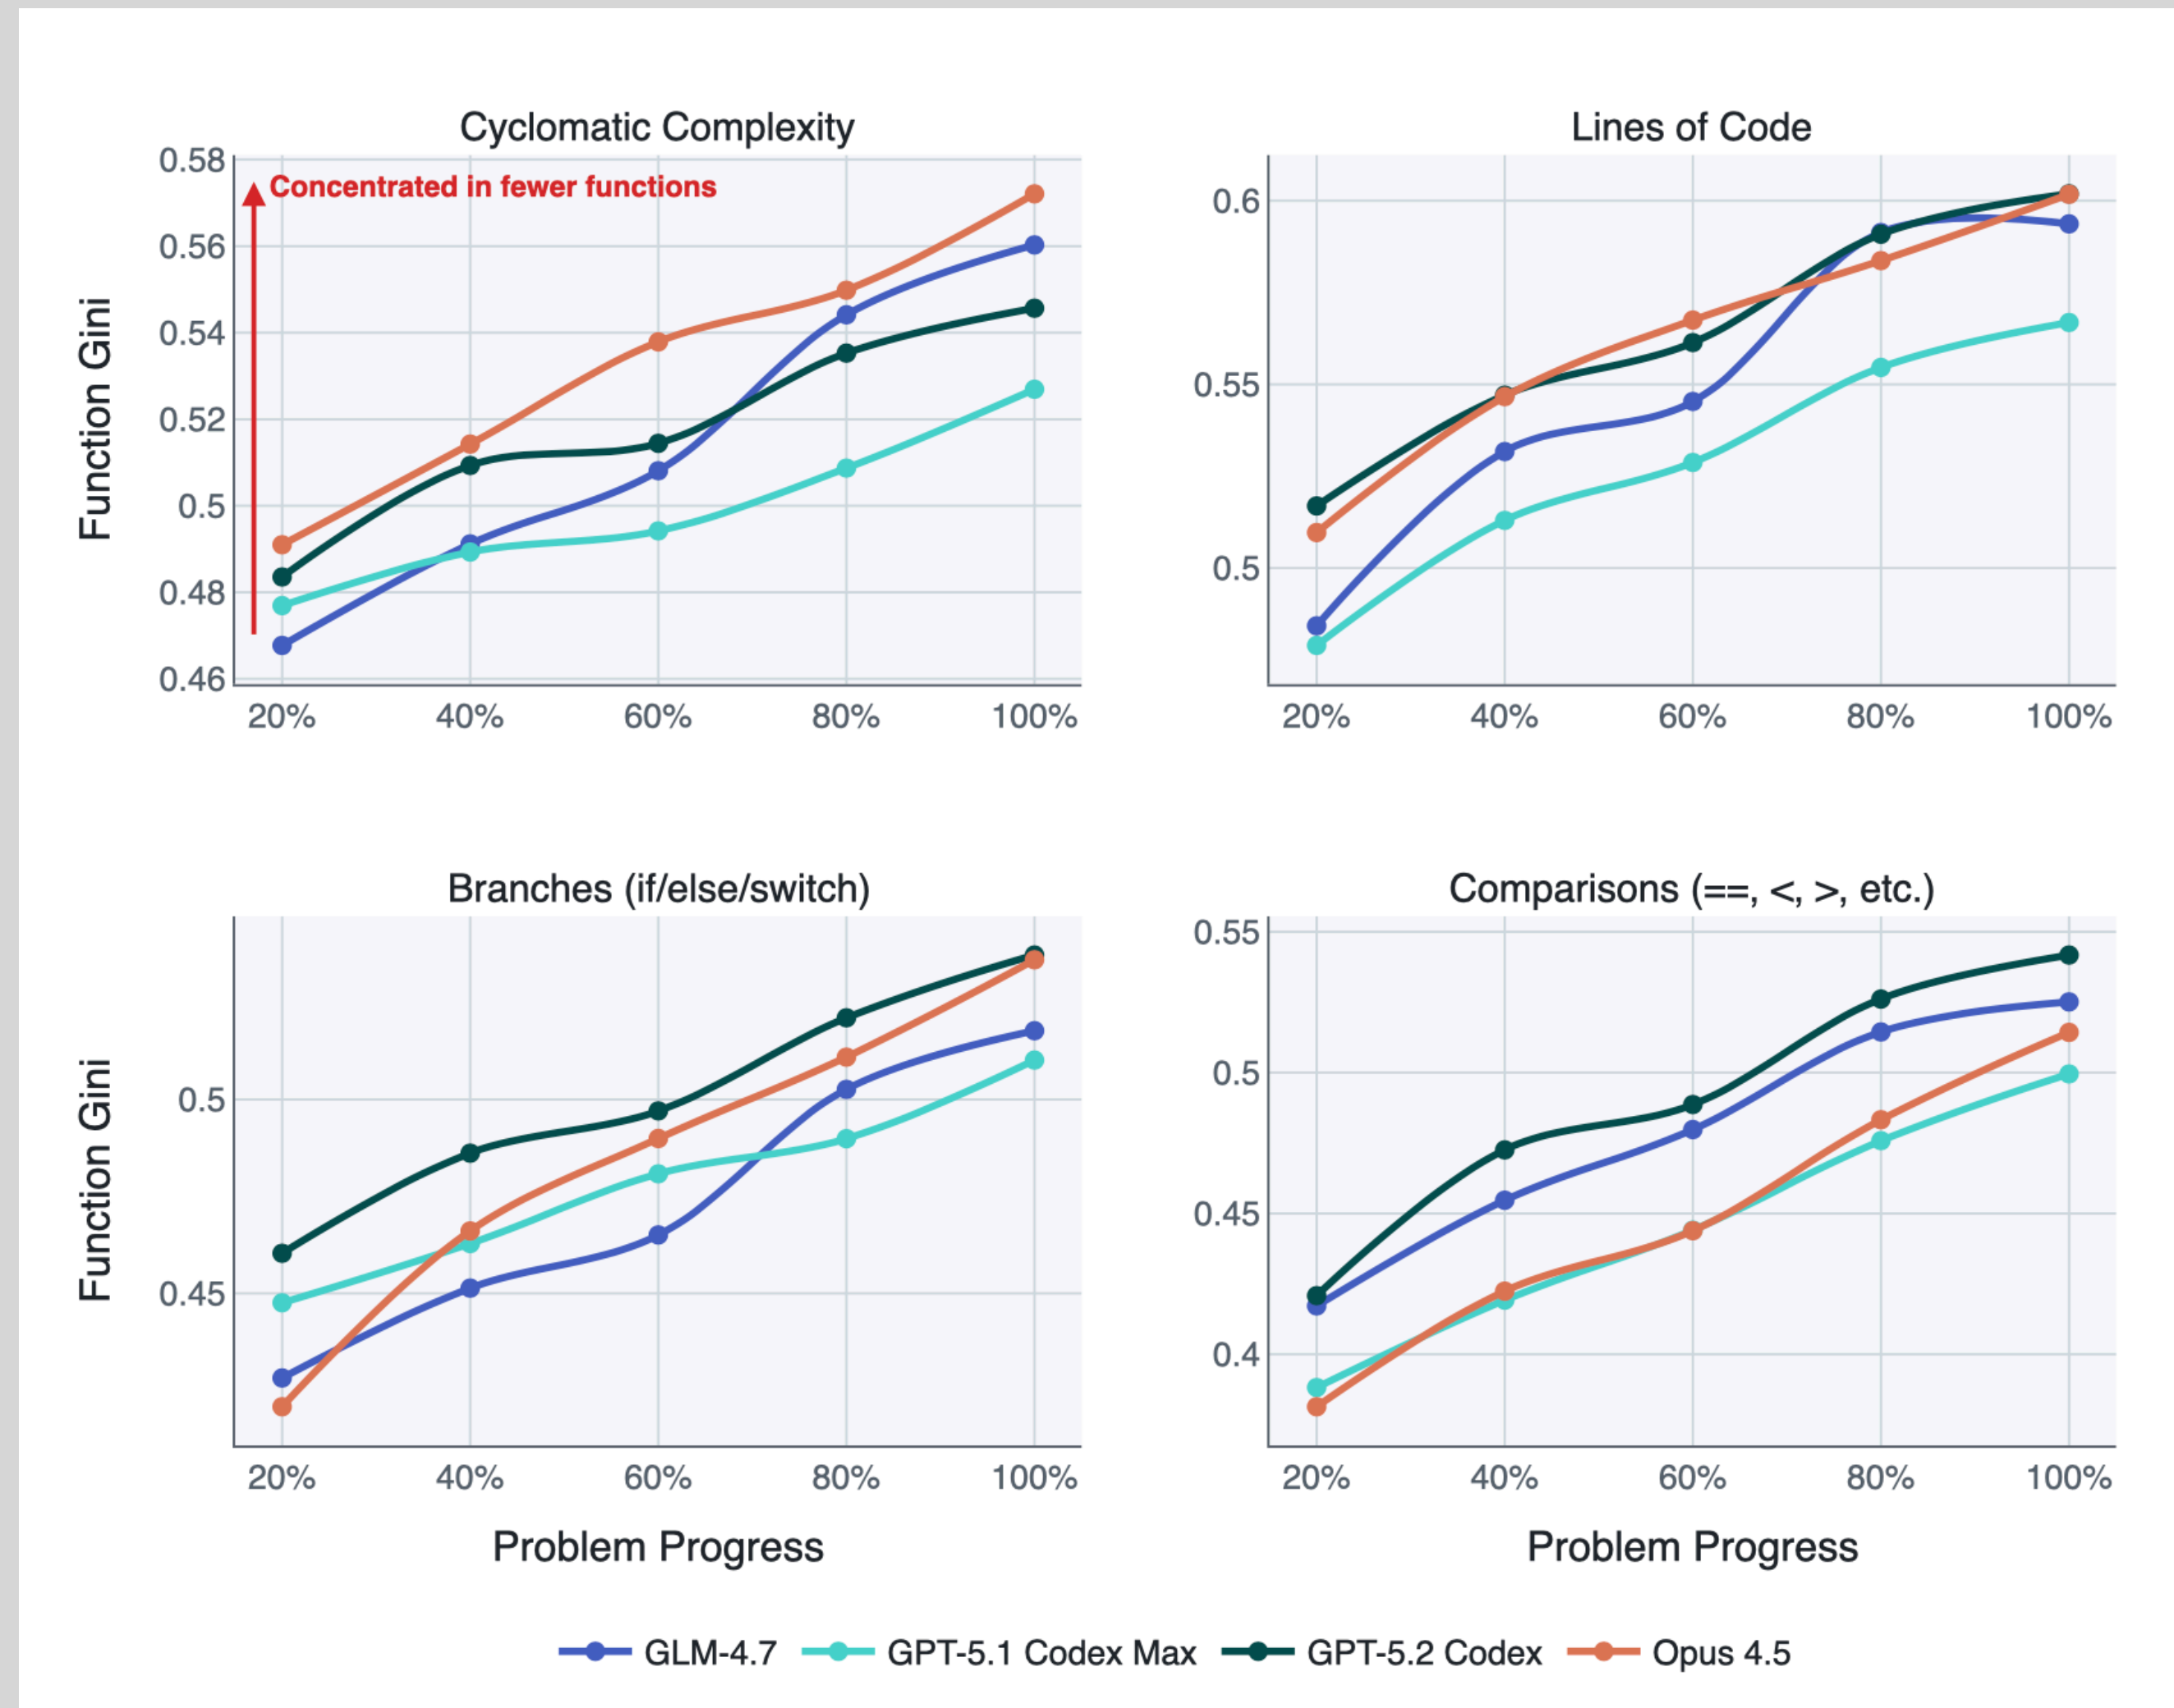 Cyclomatic Complexity
0.58
Concentrated in fewer functions
0.56
0.54
0.52
0.5
0.48
0.46
Function Gini
20% 40% 60% 80% 100%
Lines of Code
0.6
0.55
0.5
20% 40% 60% 80% 100%
Branches (if/else/switch)
0.5
0.45
Function Gini
20% 40% 60% 80% 100%
Problem Progress
Comparisons (==, <, >, etc.)
0.55
0.5
0.45
0.4
20% 40% 60% 80% 100%
Problem Progress
GLM-4.7 GPT-5.1 Codex Max GPT-5.2 Codex Opus 4.5